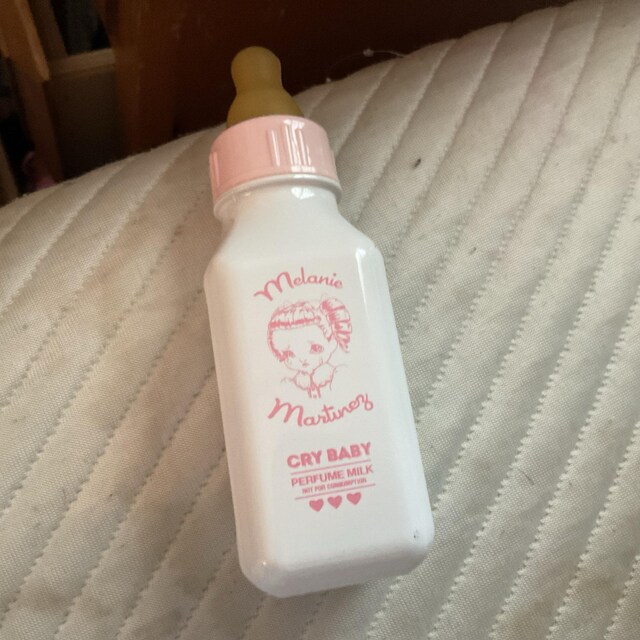 Melanie
Martinez
CRY BABY
PERFUME MILK
NOT FOR CONSUMPTION.